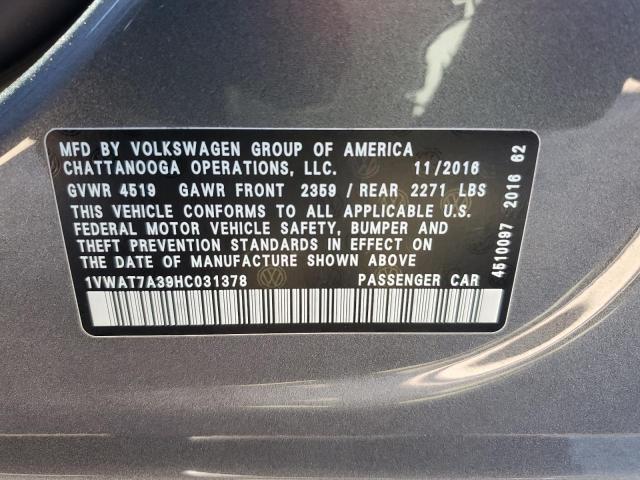 MFD BY VOLKSWAGEN GROUP OF AMERICA
CHATTANOOGA OPERATIONS, LLC. 11/2016
GVWR 4519 GAWR FRONT 2359 / REAR 2271 LBS
THIS VEHICLE CONFORMS TO ALL APPLICABLE U.S.
FEDERAL MOTOR VEHICLE SAFETY, BUMPER AND
THEFT PREVENTION STANDARDS IN EFFECT ON
THE DATE OF MANUFACTURE SHOWN ABOVE
1VWAT7A39HC031378 PASSENGER CAR
4510097 2016 62